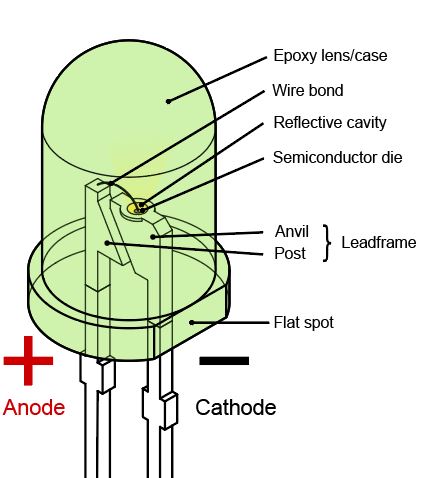 Epoxy lens/case
Wire bond
Reflective cavity
Semiconductor die
Anvil
Post
Leadframe
Flat spot
+
−
Anode
Cathode